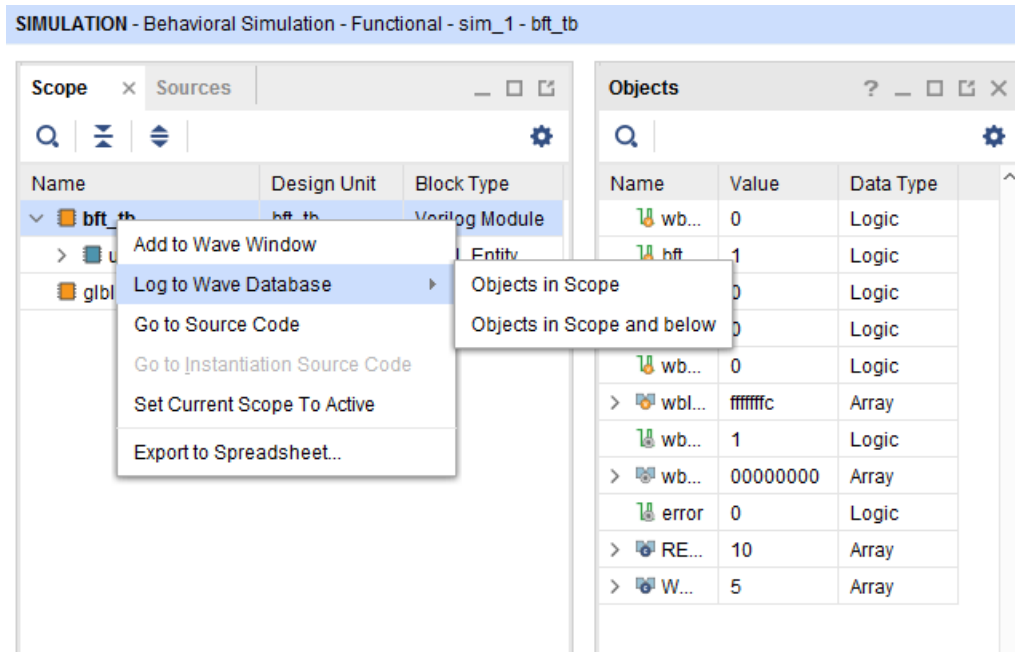 SIMULATION - Behavioral Simulation - Functional - sim_1 - bft_tb
Scope Sources
Name Design Unit Block Type
bft_tb bft_tb Verilog Module
Entity
glbl
Add to Wave Window
Log to Wave Database
Go to Source Code
Go to Instantiation Source Code
Set Current Scope To Active
Export to Spreadsheet...
Objects in Scope
Objects in Scope and below
Objects ?
Name Value Data Type
wb... 0 Logic
bft 1 Logic
0 Logic
0 Logic
wb... 0 Logic
wbl... fffffffc Array
wb... 1 Logic
wb... 00000000 Array
error 0 Logic
RE... 10 Array
W... 5 Array